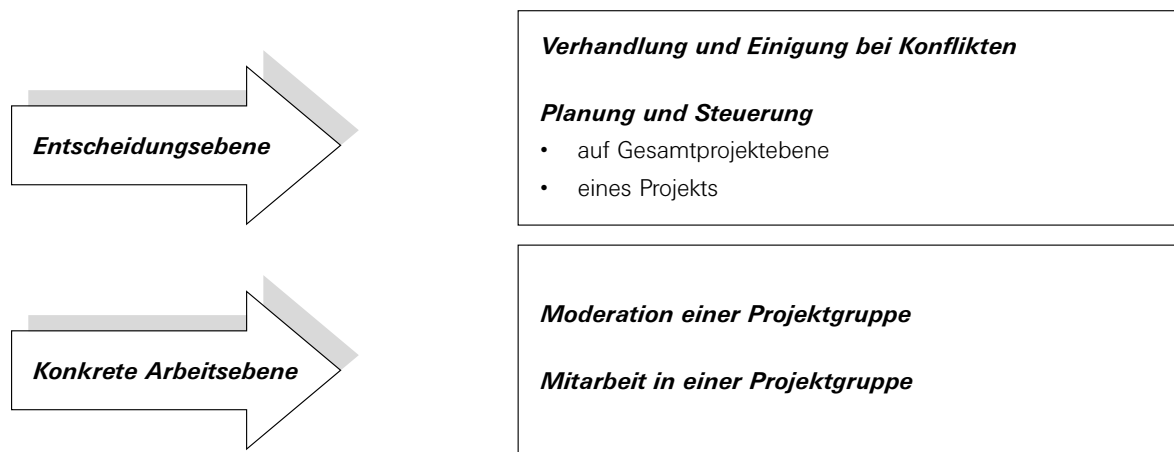 Entscheidungsebene
Verhandlung und Einigung bei Konflikten
Planung und Steuerung
• auf Gesamtprojektebene
• eines Projekts
Konkrete Arbeitsebene
Moderation einer Projektgruppe
Mitarbeit in einer Projektgruppe